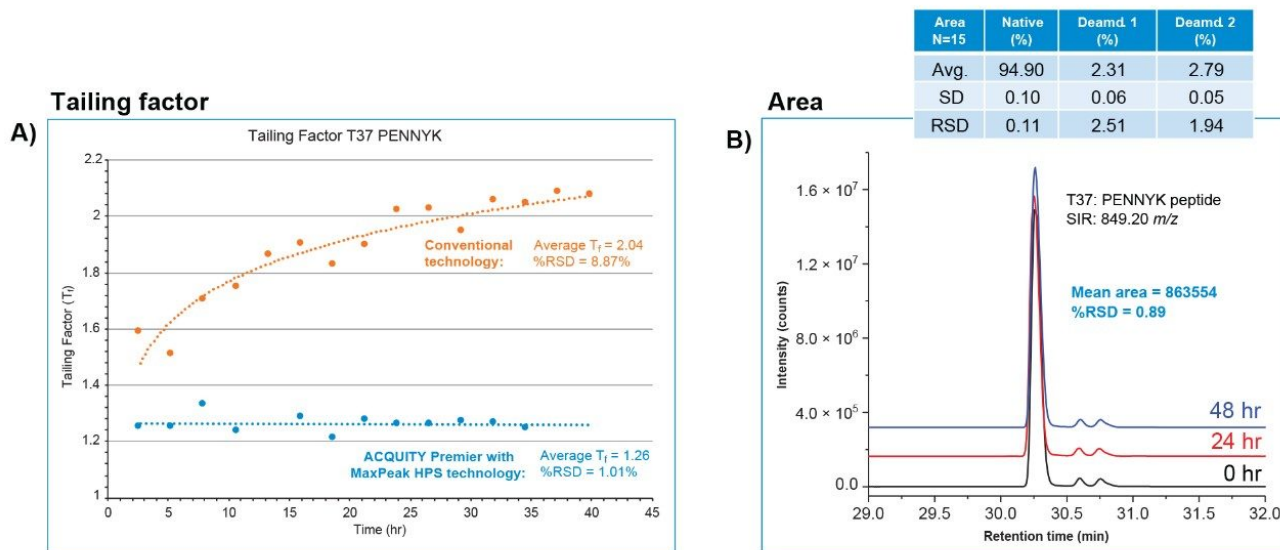 Tailing factor
A)
Tailing Factor T37 PENNYK
Tailing Factor (Tf)
2.2
2
1.8
1.6
1.4
1.2
1
Conventional technology:
Average Tf = 2.04
%RSD = 8.87%
ACQUITY Premier with
MaxPeak HPS technology:
Average Tf = 1.26
%RSD = 1.01%
0 5 10 15 20 25 30 35 40 45
Time (hr)
Area N=15 Native (%) Deamd. 1 (%) Deamd. 2 (%)
Avg. 94.90 2.31 2.79
SD 0.10 0.06 0.05
RSD 0.11 2.51 1.94
Area
B)
Intensity (counts)
1.6 × 10⁷
1.2 × 10⁷
8.0 × 10⁶
4.0 × 10⁵
0.0
T37: PENNYK peptide
SIR: 849.20 m/z
Mean area = 863554
%RSD = 0.89
48 hr
24 hr
0 hr
29.0 29.5 30.0 30.5 31.0 31.5 32.0
Retention time (min)